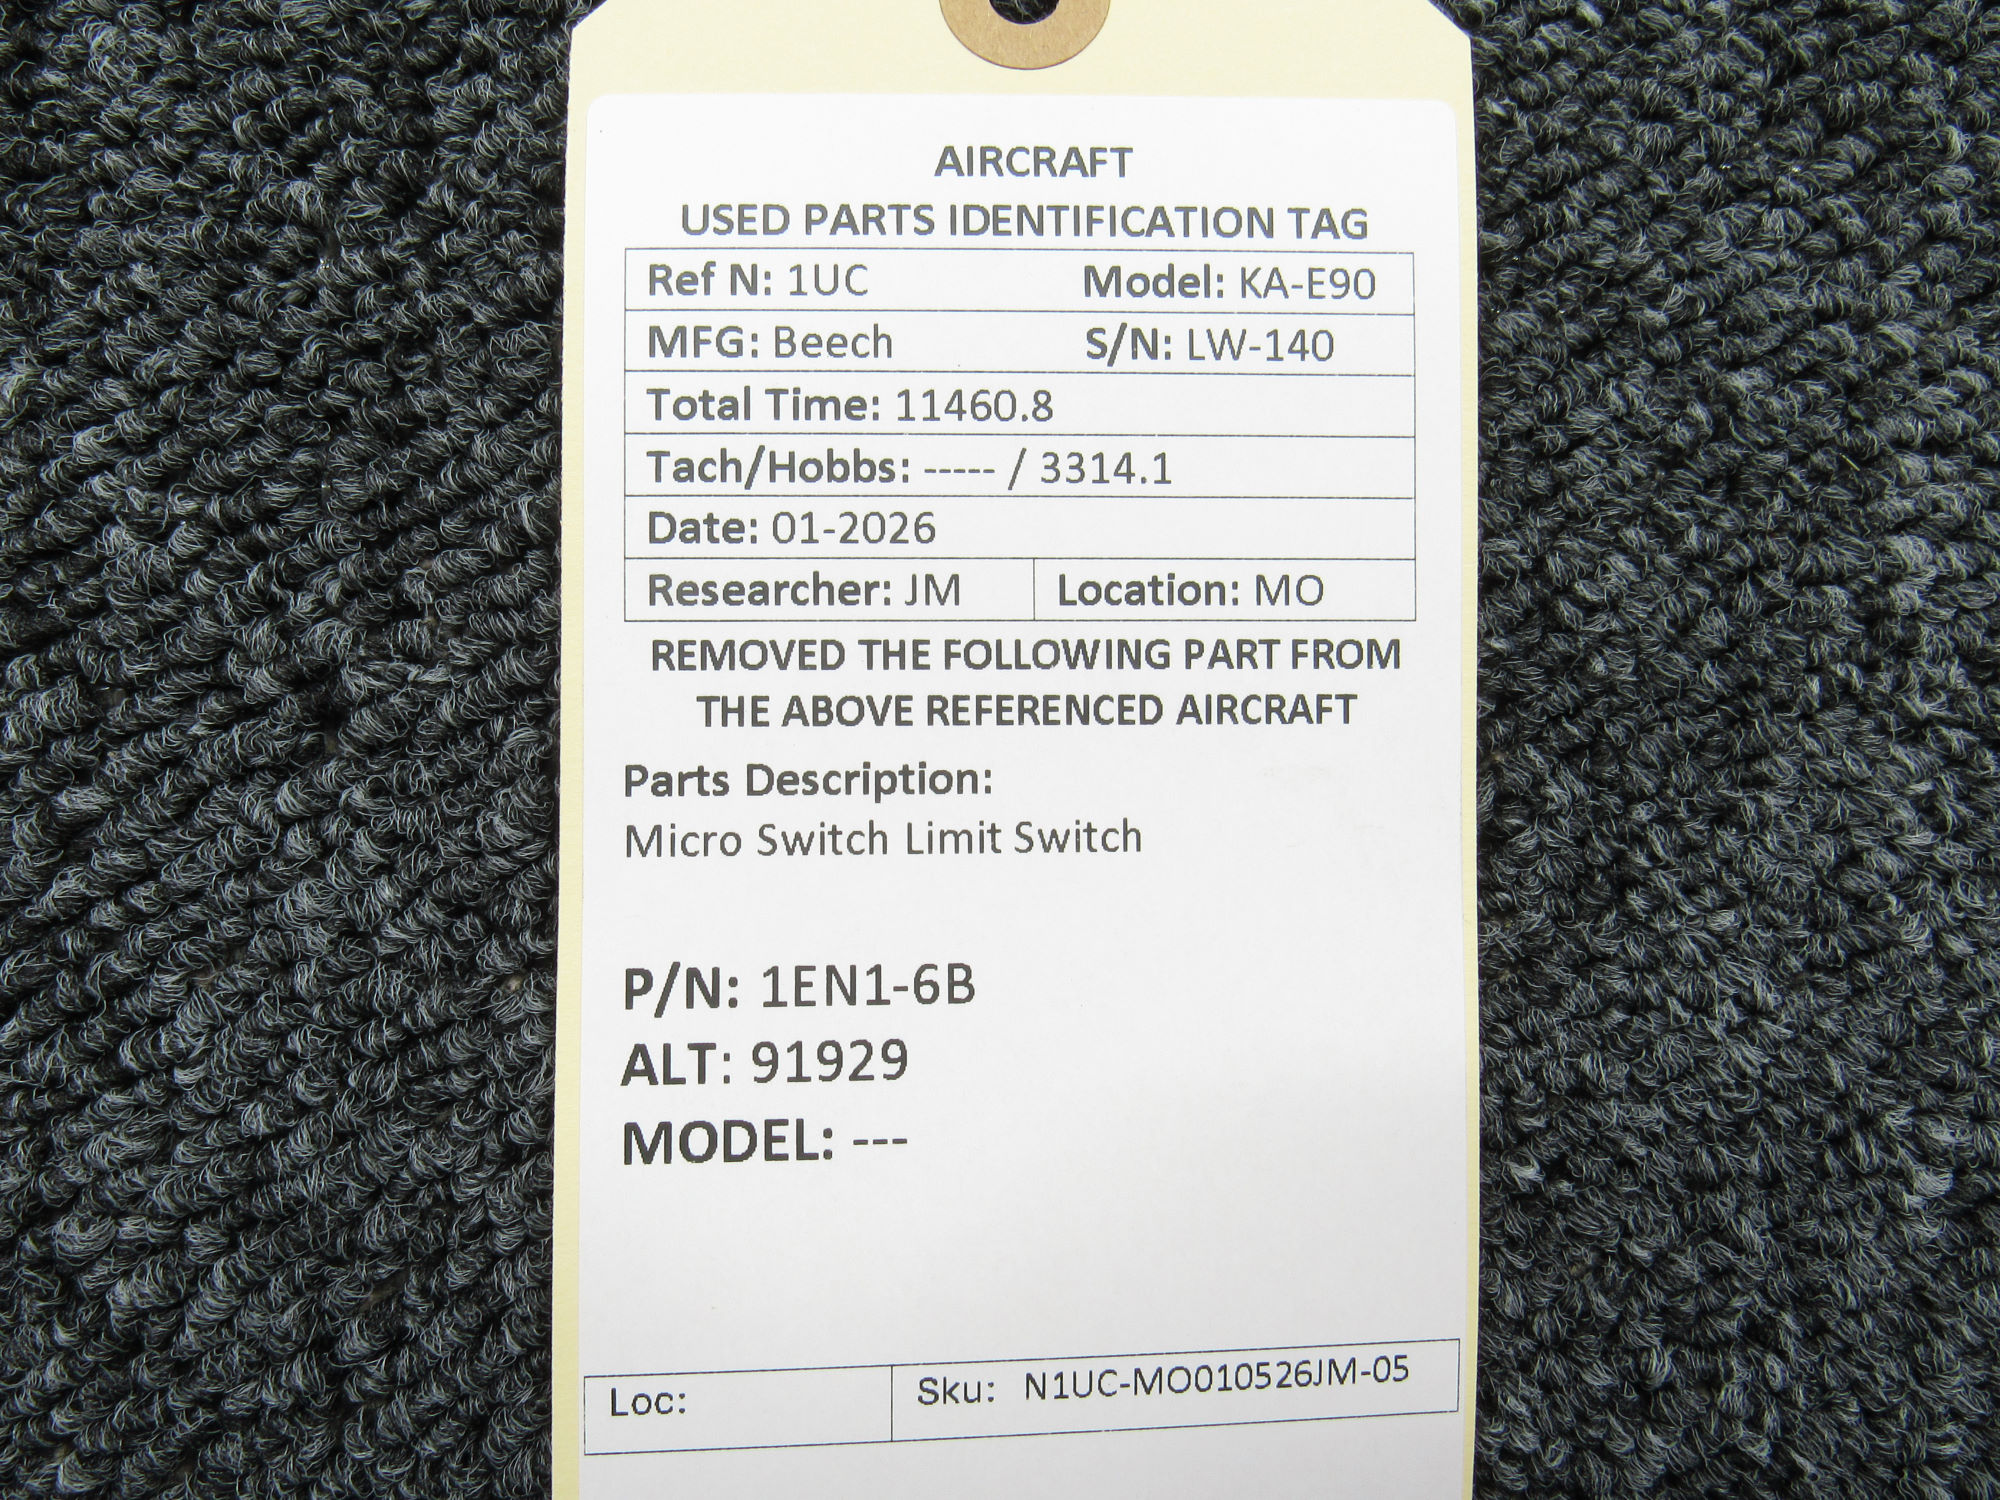 AIRCRAFT
USED PARTS IDENTIFICATION TAG
Ref N: 1UC Model: KA-E90
MFG: Beech S/N: LW-140
Total Time: 11460.8
Tach/Hobbs: ----- / 3314.1
Date: 01-2026
Researcher: JM Location: MO
REMOVED THE FOLLOWING PART FROM
THE ABOVE REFERENCED AIRCRAFT
Parts Description:
Micro Switch Limit Switch
P/N: 1EN1-6B
ALT: 91929
MODEL: ---
Loc: Sku: N1UC-MO010526JM-05